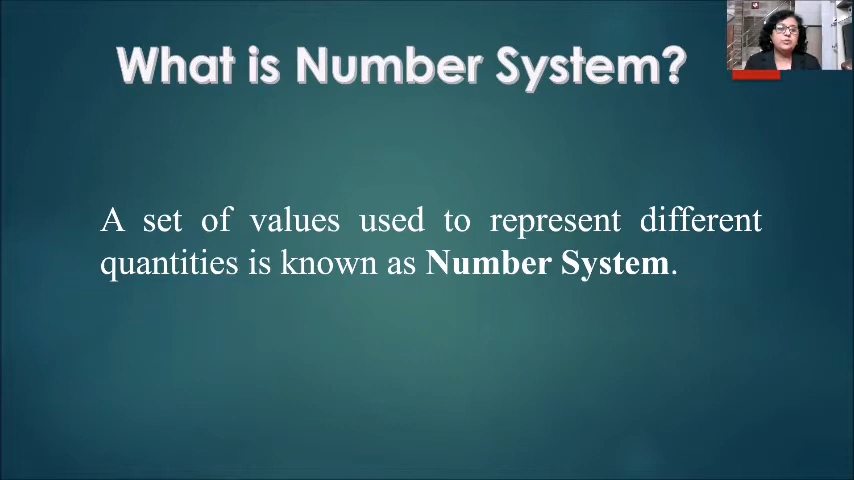 What is Number System?
A set of values used to represent different
quantities is known as Number System.